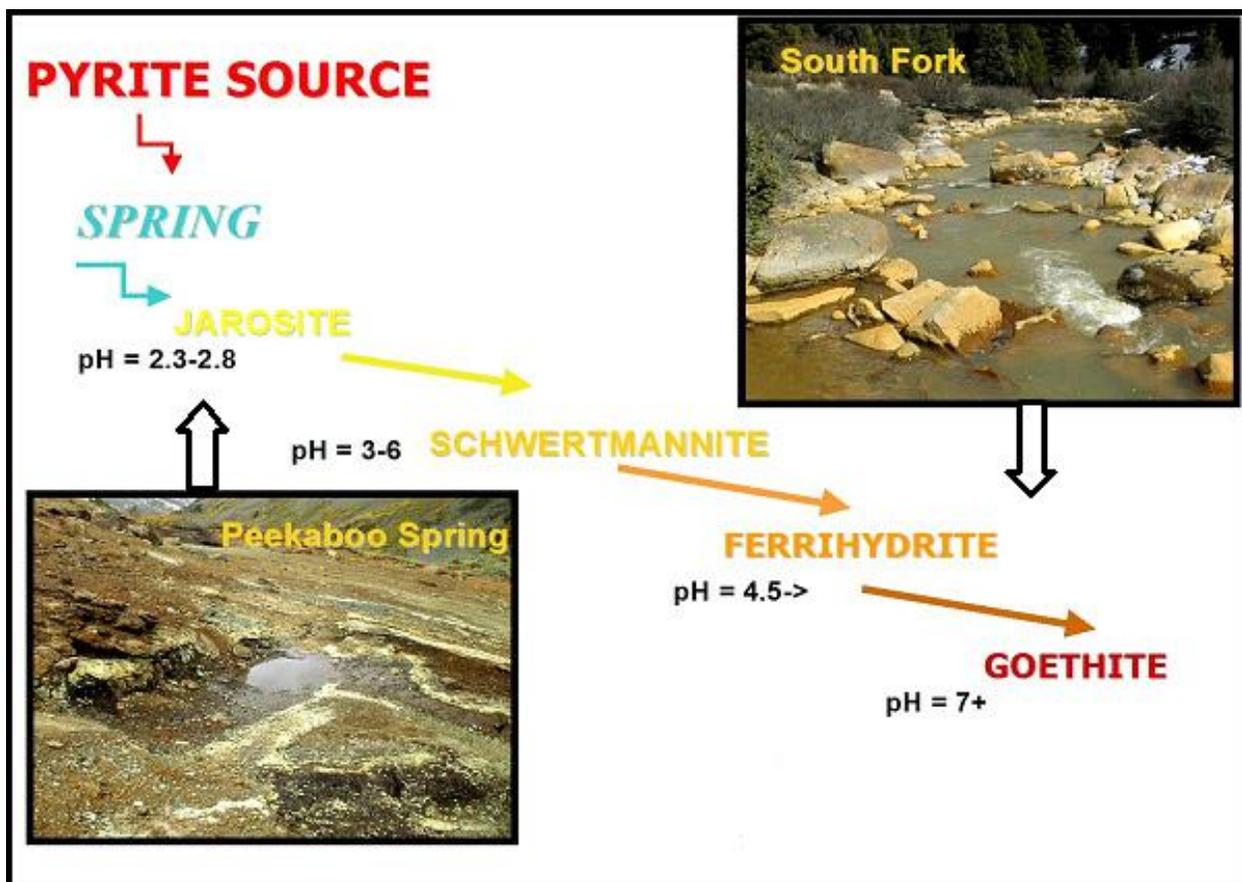 PYRITE SOURCE
South Fork
SPRING
JAROSITE
pH = 2.3-2.8
pH = 3-6
SCHWERTMANNITE
Peekaboo Spring
FERRIHYDRITE
pH = 4.5->
GOETHITE
pH = 7+